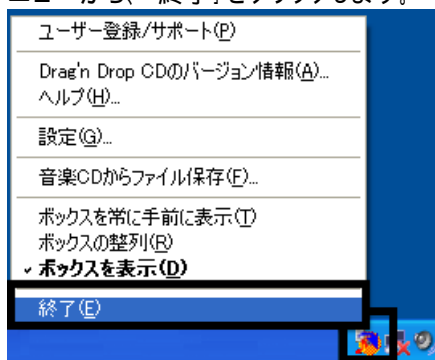 ユーザー登録/サポート(P)
Drag'n Drop CDのバージョン情報(A)...
ヘルプ(H)...
設定(G)...
音楽CDからファイル保存(F)...
ボックスを常に手前に表示(T)
ボックスの整列(R)
ボックスを表示(D)
終了(E)